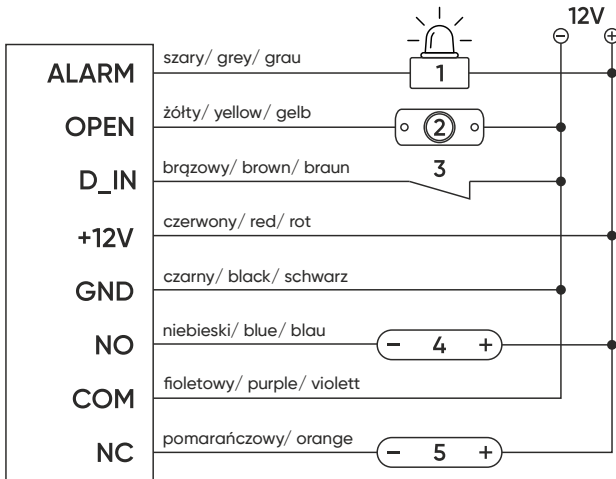 12V
ALARM szary/ grey/ grau 1
OPEN żółty/ yellow/ gelb 2
D_IN brązowy/ brown/ braun 3
+12V czerwony/ red/ rot
GND czarny/ black/ schwarz
NO niebieski/ blue/ blau − 4 +
COM fioletowy/ purple/ violett
NC pomarańczowy/ orange − 5 +